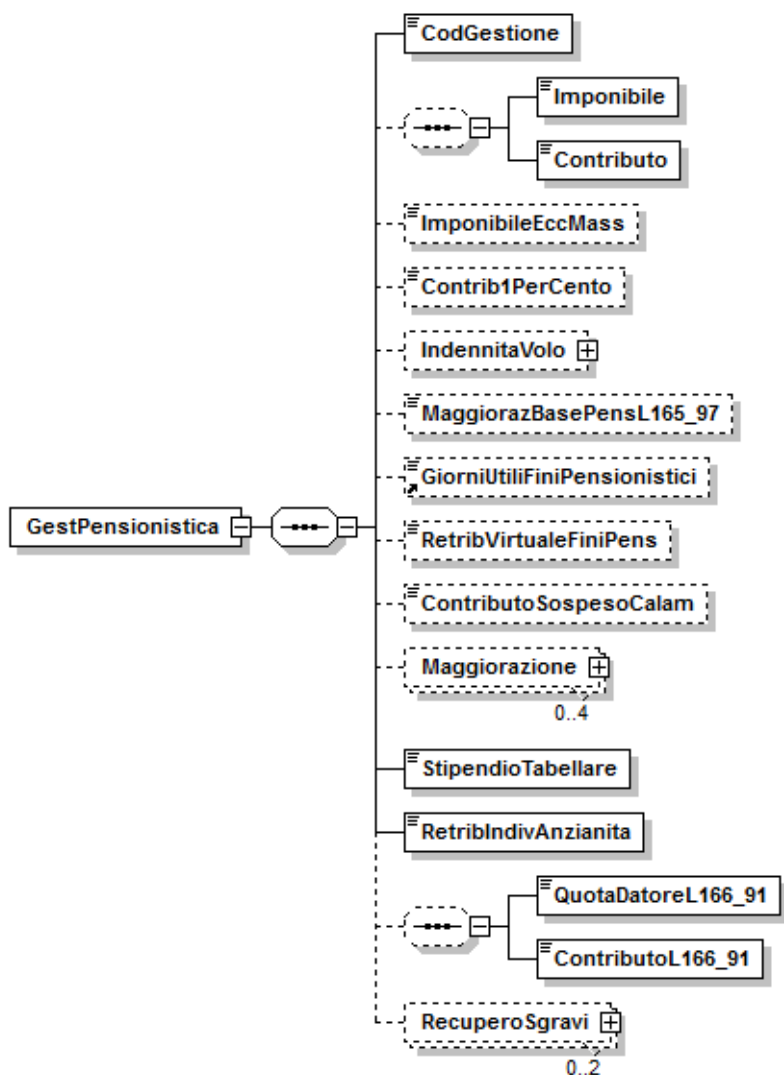 CodGestione
Imponibile
Contributo
ImponibileEccMass
Contrib1PerCento
IndennitaVolo
MaggiorazBasePensL165_97
GiorniUtiliFiniPensionistici
GestPensionistica
RetribVirtualeFiniPens
ContributoSospesoCalam
Maggiorazione
0..4
StipendioTabellare
RetribIndivAnzianita
QuotaDatoreL166_91
ContributoL166_91
RecuperoSgravi
0..2